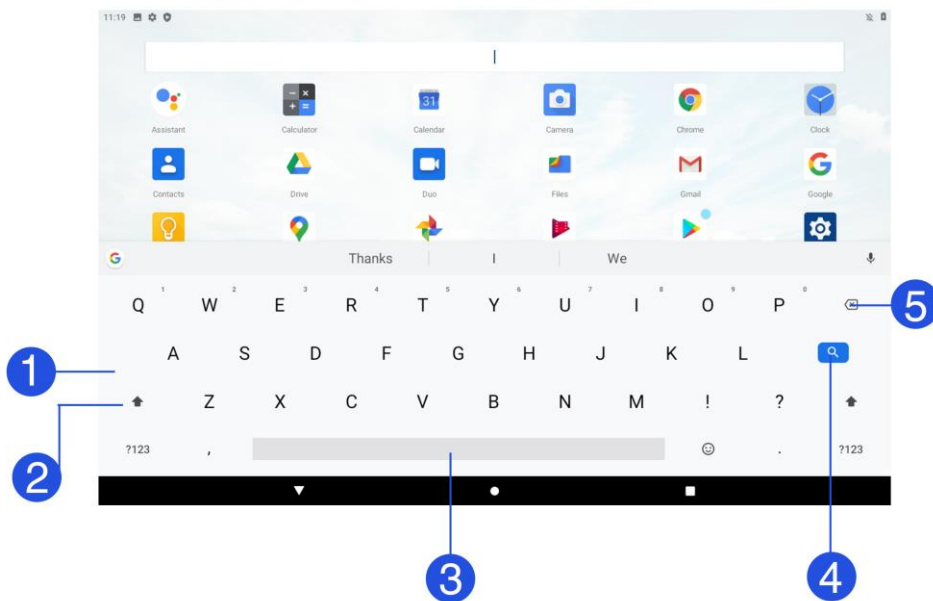 11:19
31
Assistant Calculator Calendar Camera Chrome Clock
Contacts Drive Duo Files Gmail Google
Thanks I We
1 2 3 4 5 6 7 8 9 0
Q W E R T Y U I O P
5
A S D F G H J K L
1
Z X C V B N M ! ?
2
?123 , . ?123
3
4